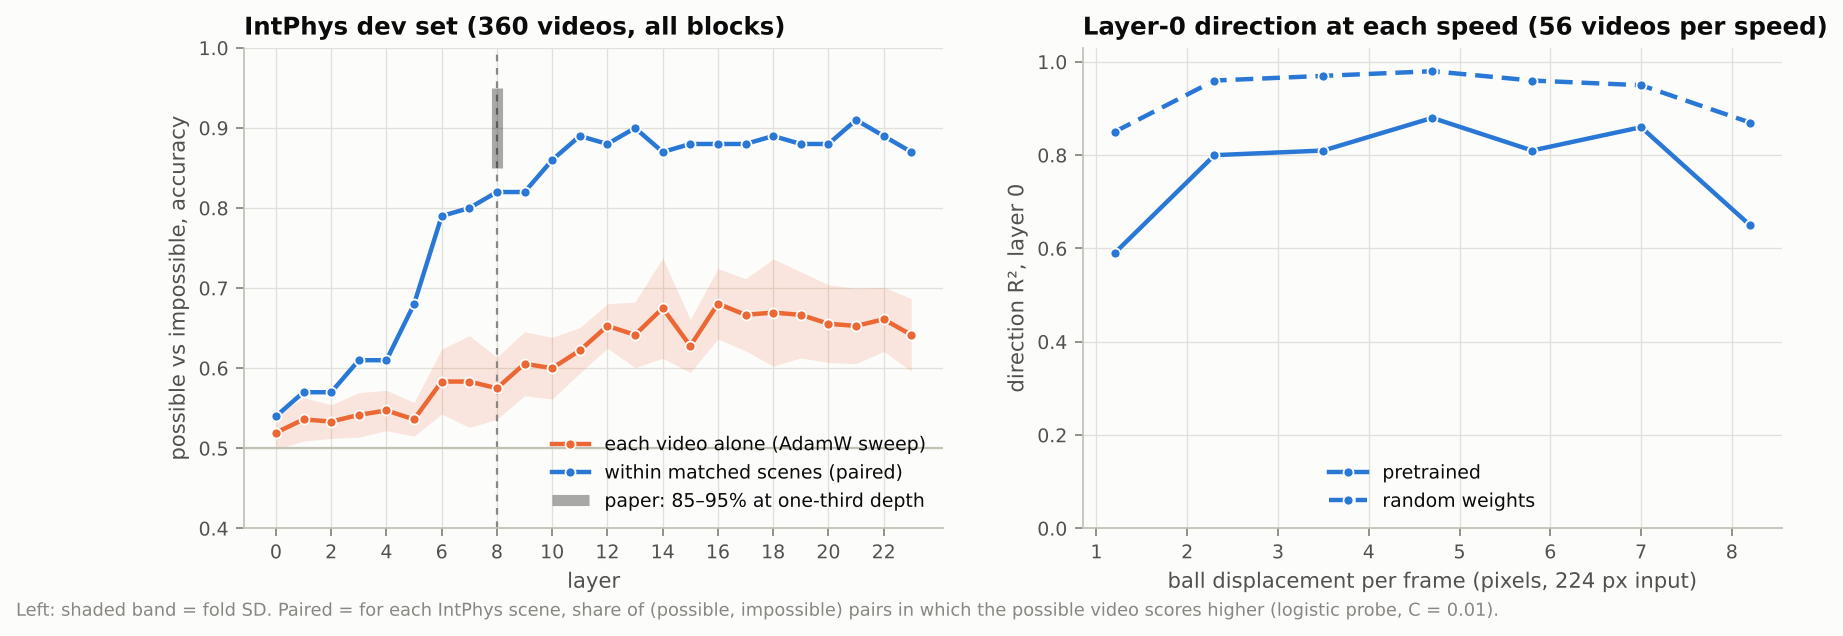 IntPhys dev set (360 videos, all blocks)
possible vs impossible, accuracy
1.0
0.9
0.8
0.7
0.6
0.5
0.4
each video alone (AdamW sweep)
within matched scenes (paired)
paper: 85–95% at one-third depth
0 2 4 6 8 10 12 14 16 18 20 22
layer
Layer-0 direction at each speed (56 videos per speed)
direction R², layer 0
1.0
0.8
0.6
0.4
0.2
0.0
pretrained
random weights
1 2 3 4 5 6 7 8
ball displacement per frame (pixels, 224 px input)
Left: shaded band = fold SD. Paired = for each IntPhys scene, share of (possible, impossible) pairs in which the possible video scores higher (logistic probe, C = 0.01).